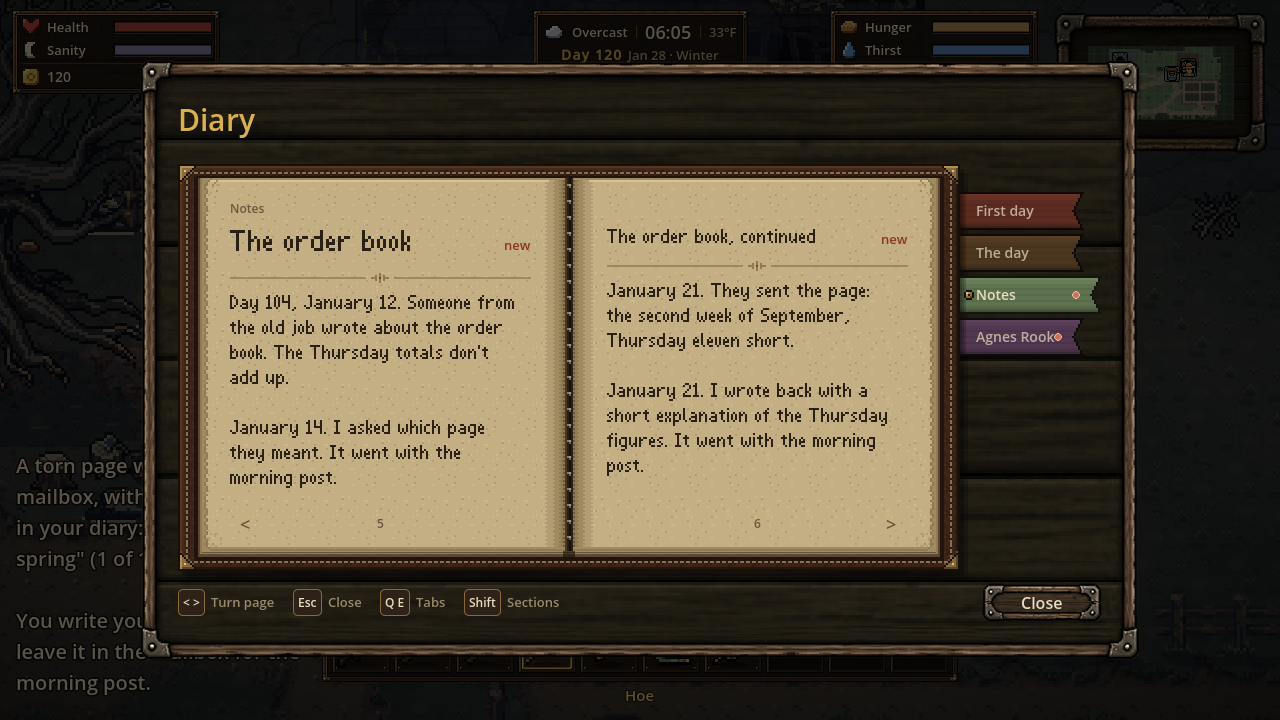 Health
Sanity
120
Overcast
06:05
33°F
Day 120 Jan 28 · Winter
Hunger
Thirst
Diary
Notes
The order book
new
Day 104, January 12. Someone from
the old job wrote about the order
book. The Thursday totals don't
add up.
January 14. I asked which page
they meant. It went with the
morning post.
<
5
The order book, continued
new
January 21. They sent the page:
the second week of September,
Thursday eleven short.
January 21. I wrote back with a
short explanation of the Thursday
figures. It went with the morning
post.
6
>
First day
The day
Notes
Agnes Rook
A torn page
mailbox, with
in your diary:
spring" (1 of
You write
leave it in the mailbox for the
morning post.
< > Turn page
Esc Close
Q E Tabs
Shift Sections
Close
Hoe